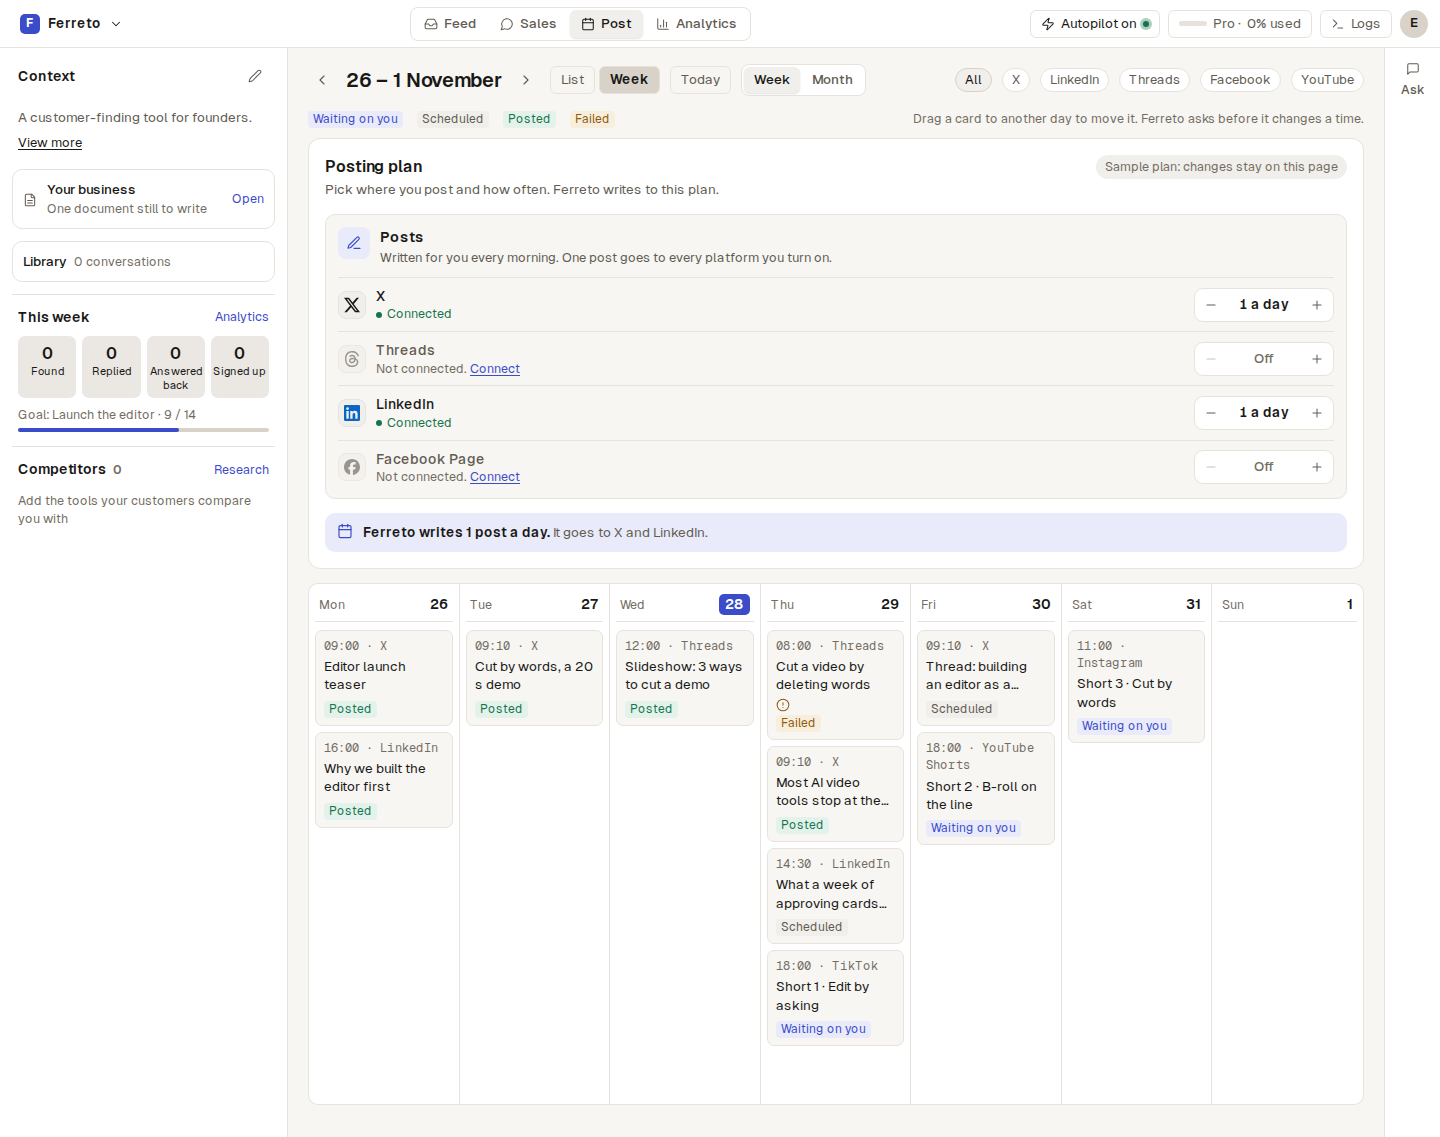 F Ferreto
Feed
Sales
Post
Analytics
Autopilot on
Pro · 0% used
Logs
E
Context
A customer-finding tool for founders.
View more
Your business
One document still to write
Open
Library 0 conversations
This week
Analytics
0
Found
0
Replied
0
Answered
back
0
Signed up
Goal: Launch the editor · 9 / 14
Competitors 0
Research
Add the tools your customers compare
you with
26 – 1 November
List
Week
Today
Week
Month
All
X
LinkedIn
Threads
Facebook
YouTube
Ask
Waiting on you
Scheduled
Posted
Failed
Drag a card to another day to move it. Ferreto asks before it changes a time.
Posting plan
Sample plan: changes stay on this page
Pick where you post and how often. Ferreto writes to this plan.
Posts
Written for you every morning. One post goes to every platform you turn on.
X
Connected
1 a day
Threads
Not connected. Connect
Off
LinkedIn
Connected
1 a day
Facebook Page
Not connected. Connect
Off
Ferreto writes 1 post a day. It goes to X and LinkedIn.
Mon 26
09:00 · X
Editor launch
teaser
Posted
16:00 · LinkedIn
Why we built the
editor first
Posted
Tue 27
09:10 · X
Cut by words, a 20
s demo
Posted
Wed 28
12:00 · Threads
Slideshow: 3 ways
to cut a demo
Posted
Thu 29
08:00 · Threads
Cut a video by
deleting words
Failed
09:10 · X
Most AI video
tools stop at the…
Posted
14:30 · LinkedIn
What a week of
approving cards…
Scheduled
18:00 · TikTok
Short 1 · Edit by
asking
Waiting on you
Fri 30
09:10 · X
Thread: building
an editor as a…
Scheduled
18:00 · YouTube
Shorts
Short 2 · B-roll on
the line
Waiting on you
Sat 31
11:00 ·
Instagram
Short 3 · Cut by
words
Waiting on you
Sun 1